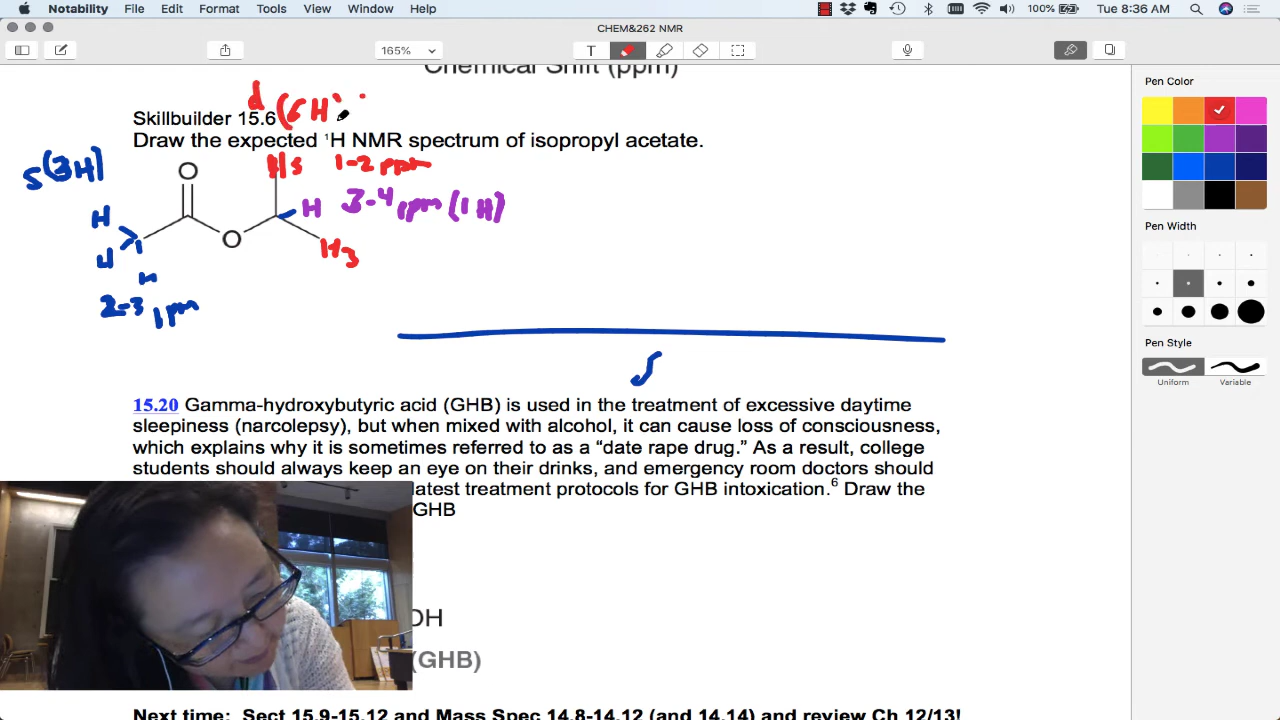 Notability File Edit Format Tools View Window Help 100% Tue 8:36 AM
CHEM&262 NMR
165% T
Chemical Shift (ppm)
Pen Color
d (6H)
Skillbuilder 15.6
Draw the expected ¹H NMR spectrum of isopropyl acetate.
S(3H)
O
1-2 ppm
H
H
3-4 ppm (1H)
O
H
H3
H
2-3 ppm
Pen Width
Pen Style
Uniform Variable
15.20 Gamma-hydroxybutyric acid (GHB) is used in the treatment of excessive daytime
sleepiness (narcolepsy), but when mixed with alcohol, it can cause loss of consciousness,
which explains why it is sometimes referred to as a “date rape drug.” As a result, college
students should always keep an eye on their drinks, and emergency room doctors should
latest treatment protocols for GHB intoxication.⁶ Draw the
GHB
OH
(GHB)
Next time: Sect 15.9-15.12 and Mass Spec 14.8-14.12 (and 14.14) and review Ch 12/13!